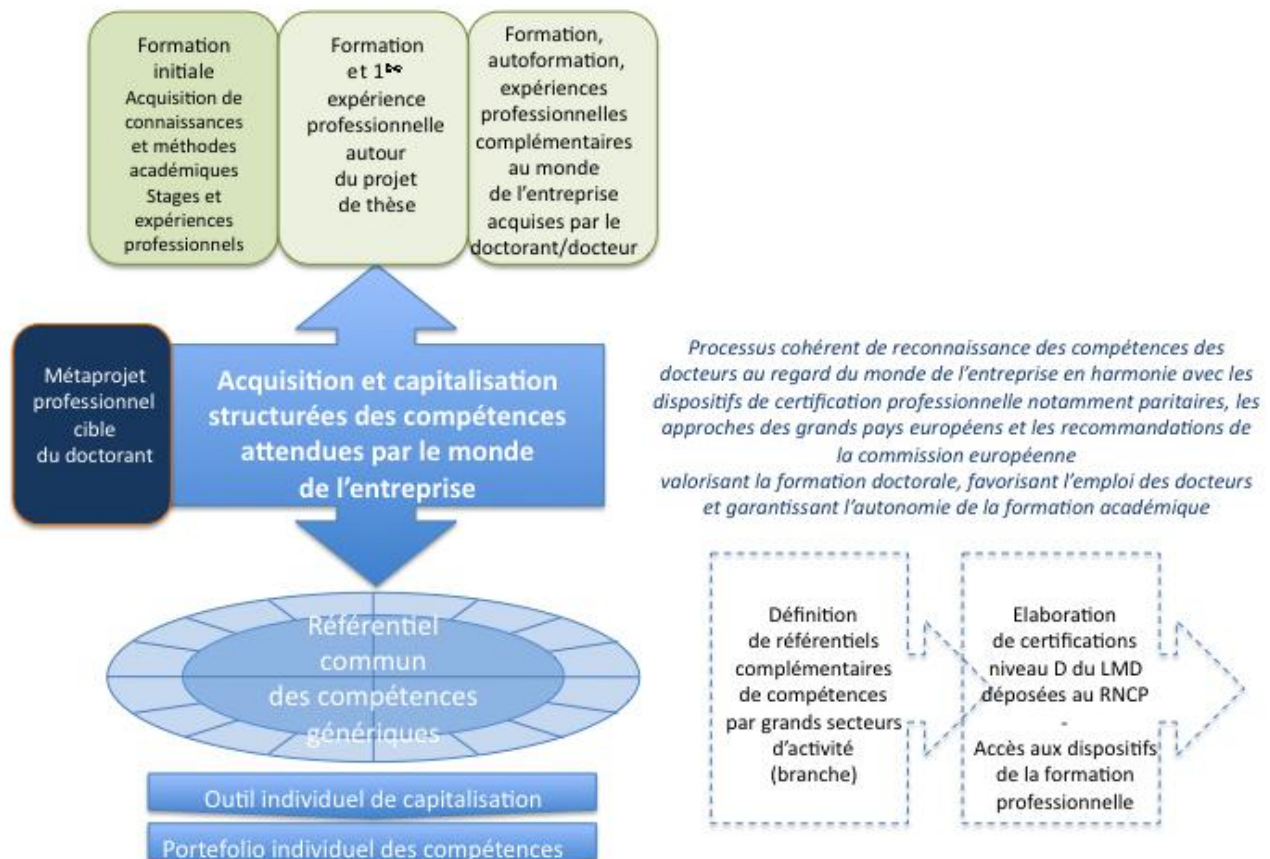 Formation
initiale
Acquisition de
connaissances
et méthodes
académiques
Stages et
expériences
professionnels
Formation
et 1
expérience
professionnelle
autour
du projet
de thèse
Formation,
autoformation,
expériences
professionnelles
complémentaires
au monde
de l'entreprise
acquises par le
doctorant/docteur
Métaprojet
professionnel
cible
du doctorant
Acquisition et capitalisation
structurées des compétences
attendues par le monde
de l'entreprise
Processus cohérent de reconnaissance des compétences des
docteurs au regard du monde de l'entreprise en harmonie avec les
dispositifs de certification professionnelle notamment paritaires, les
approches des grands pays européens et les recommandations de
la commission européenne
valorisant la formation doctorale, favorisant l'emploi des docteurs
et garantissant l'autonomie de la formation académique
Référentiel
commun
des compétences
génériques
Outil individuel de capitalisation
Portefolio individuel des compétences
Définition
de référentiels
complémentaires
de compétences
par grands secteurs
d'activité
(branche)
Elaboration
de certifications
niveau D du LMD
déposées au RNCP
-
Accès aux dispositifs
de la formation
professionnelle